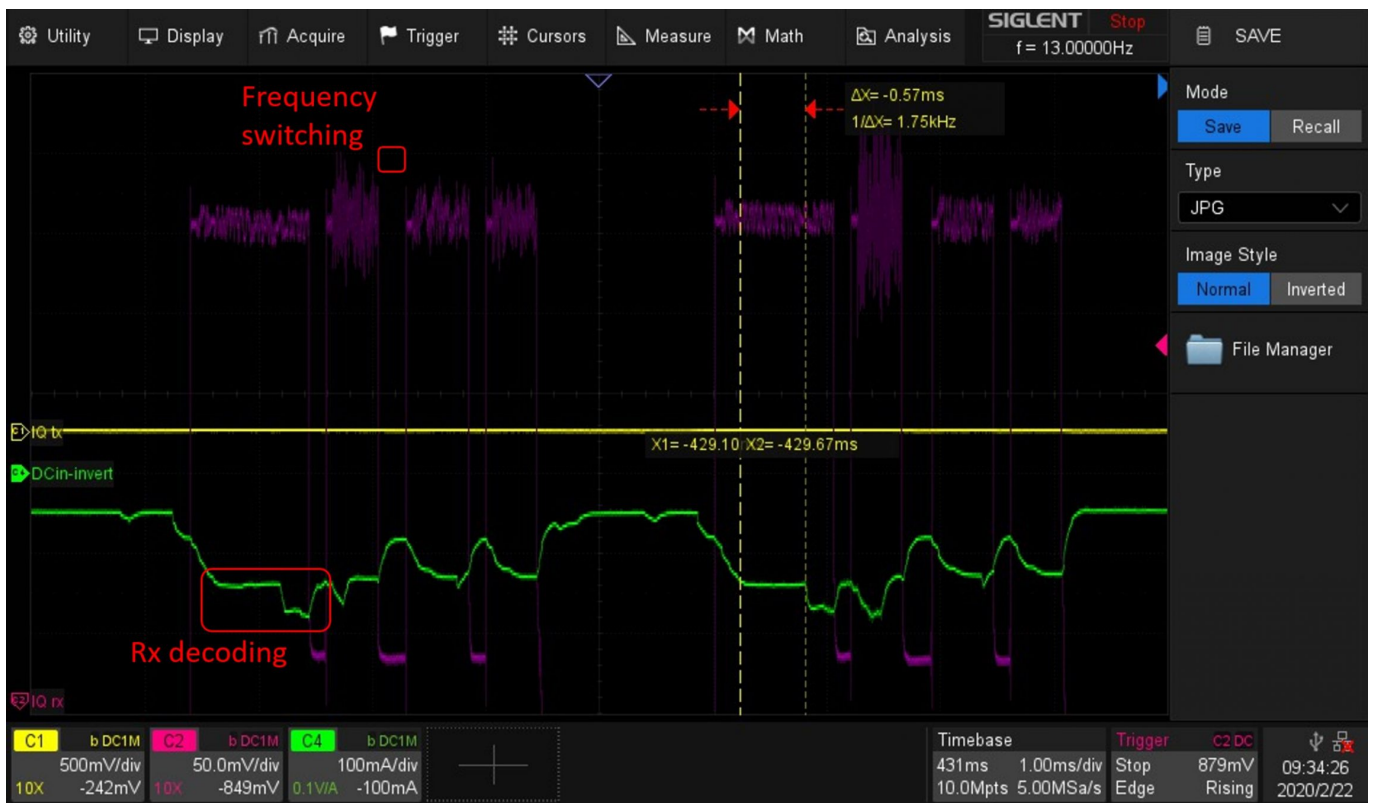 Utility
Display
Acquire
Trigger
Cursors
Measure
Math
Analysis
SIGLENT Stop
f = 13.00000Hz
SAVE
Frequency
switching
ΔX= -0.57ms
1/ΔX= 1.75kHz
Mode
Save Recall
Type
JPG
Image Style
Normal Inverted
File Manager
IQ tx
X1= -429.10 X2= -429.67ms
DCin-invert
Rx decoding
IQ rx
C1 b DC1M
500mV/div
10X -242mV
C2 b DC1M
50.0mV/div
10X -849mV
C4 b DC1M
100mA/div
0.1V/A -100mA
Timebase
431ms 1.00ms/div
10.0Mpts 5.00MSa/s
Trigger C2 DC
Stop 879mV
Edge Rising
09:34:26
2020/2/22